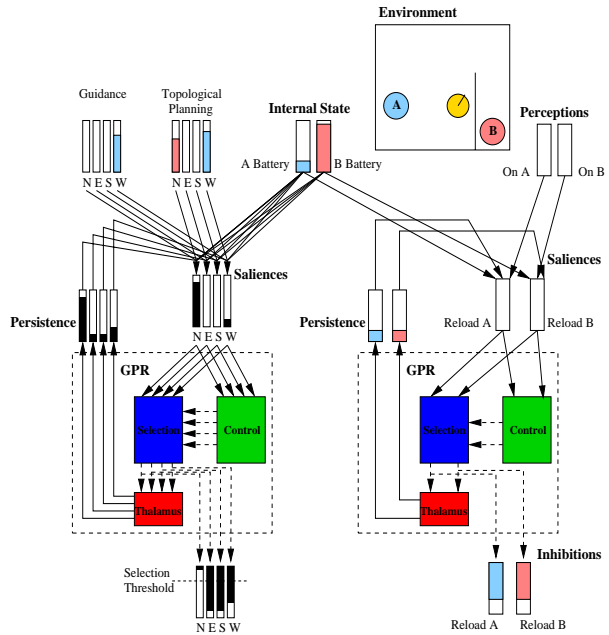 Environment
Guidance
Topological
Planning
Internal State
A
B
Perceptions
A Battery
B Battery
On A
On B
N E S W
N E S W
Saliences
Saliences
Persistence
Persistence
N E S W
Reload A
Reload B
GPR
GPR
Selection
Control
Selection
Control
Thalamus
Thalamus
Selection
Threshold
Inhibitions
N E S W
Reload A
Reload B